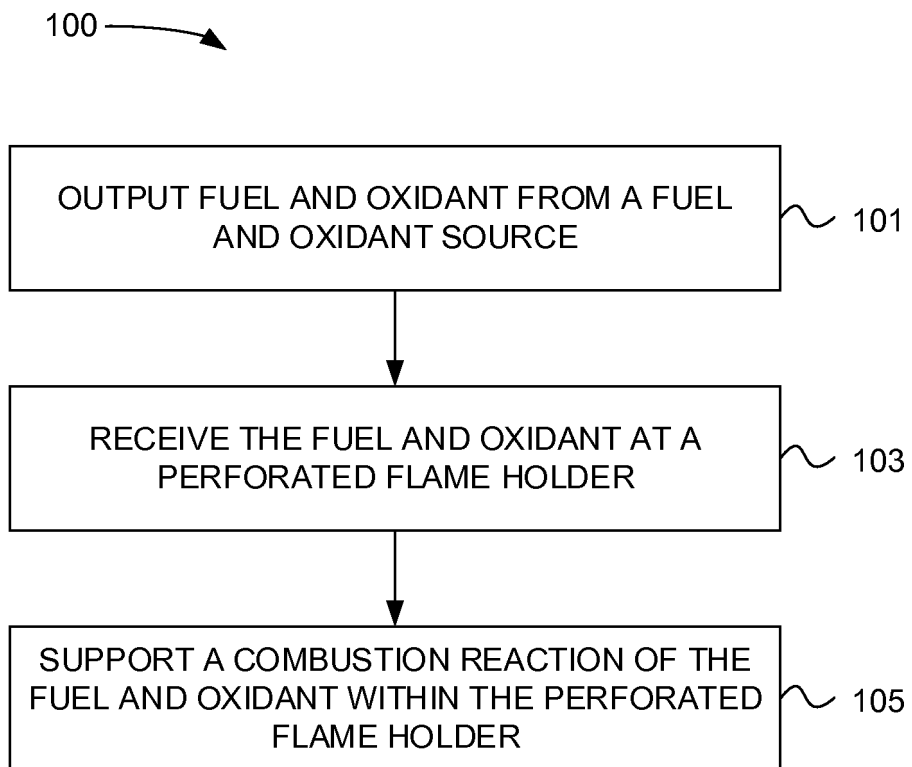 100
OUTPUT FUEL AND OXIDANT FROM A FUEL
AND OXIDANT SOURCE
101
RECEIVE THE FUEL AND OXIDANT AT A
PERFORATED FLAME HOLDER
103
SUPPORT A COMBUSTION REACTION OF THE
FUEL AND OXIDANT WITHIN THE PERFORATED
FLAME HOLDER
105